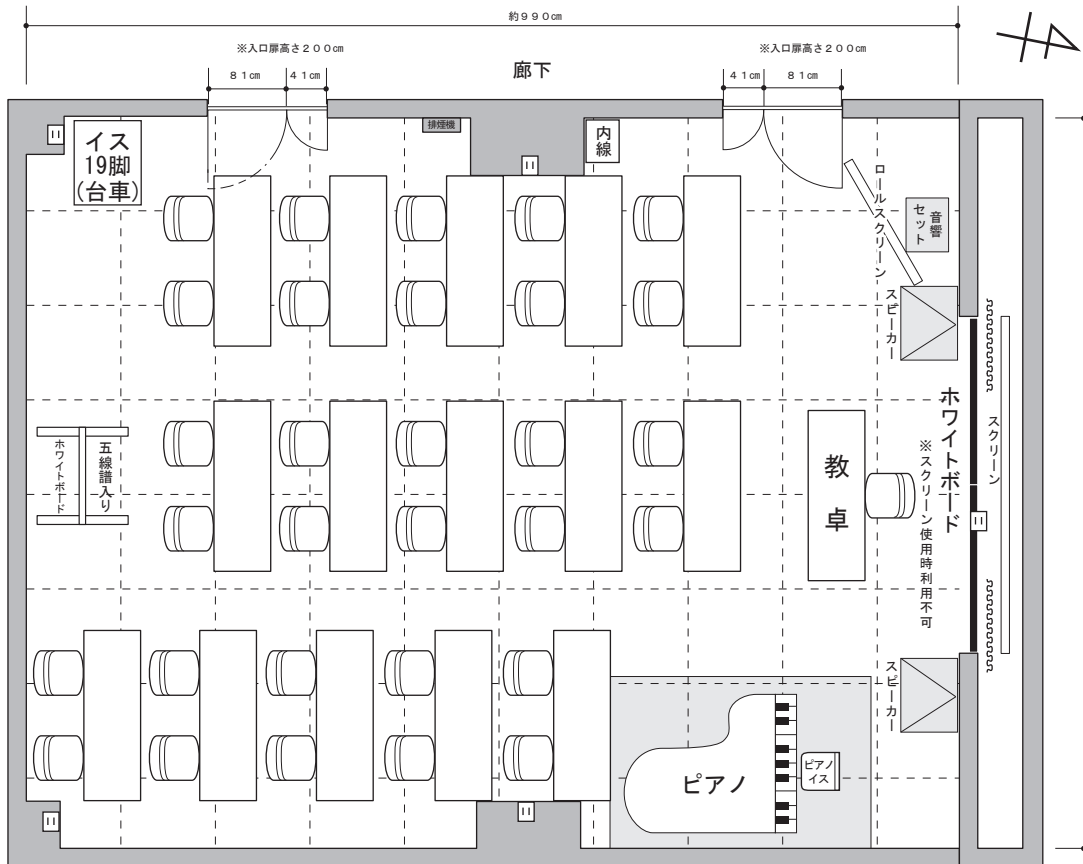 約990㎝
※入口扉高さ200㎝
※入口扉高さ200㎝
81㎝
41㎝
廊下
41㎝
81㎝
イス
19脚
(台車)
排煙機
内線
ロールスクリーン
音響
セット
スピーカー
ホワイトボード
※スクリーン使用時利用不可
スクリーン
五線譜入り
ホワイトボード
教卓
スピーカー
ピアノ
ピアノ
イス